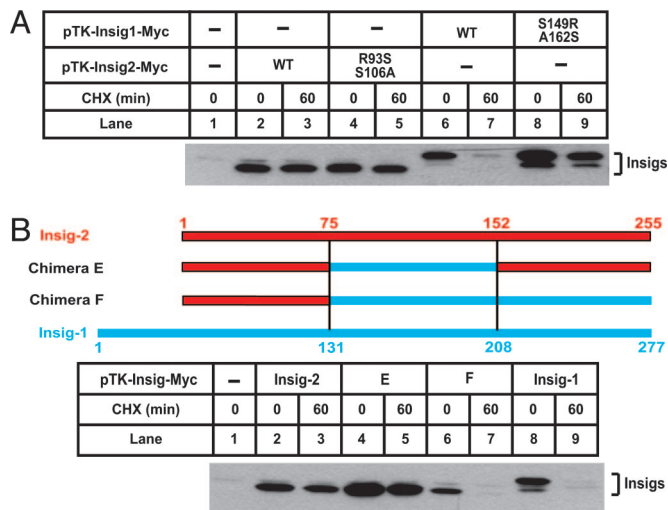 A
pTK-Insig1-Myc – – – WT S149R A162S
pTK-Insig2-Myc – WT R93S S106A – –
CHX (min) 0 0 60 0 60 0 60 0 60
Lane 1 2 3 4 5 6 7 8 9
Insigs
B
1 75 152 255
Insig-2
Chimera E
Chimera F
Insig-1
1 131 208 277
pTK-Insig-Myc – Insig-2 E F Insig-1
CHX (min) 0 0 60 0 60 0 60 0 60
Lane 1 2 3 4 5 6 7 8 9
Insigs